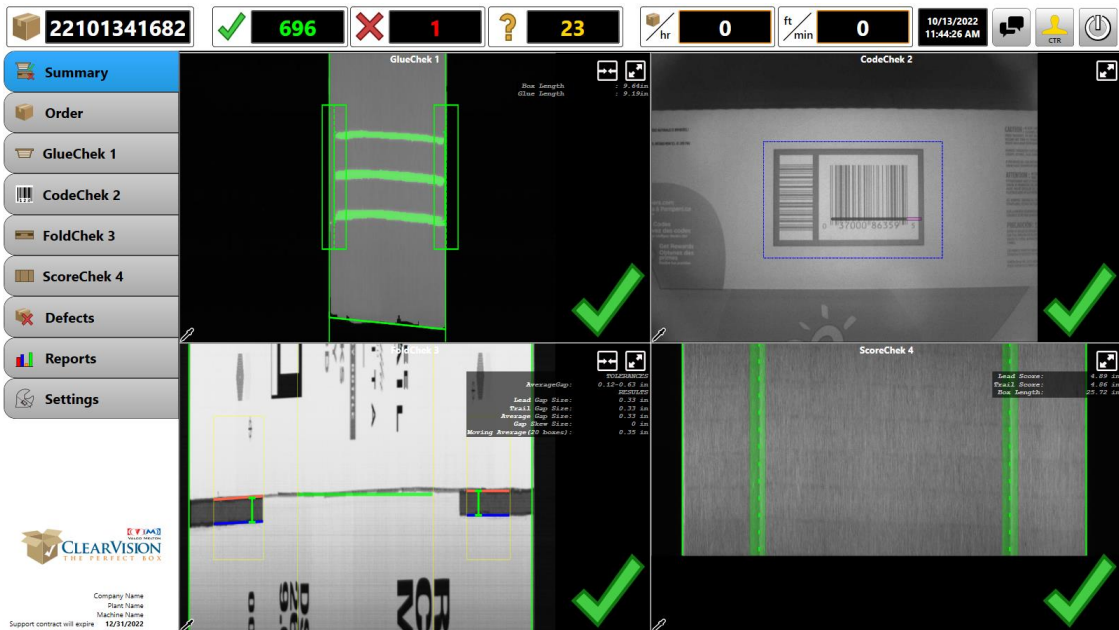 22101341682
696
1
?
23
/hr
0
ft/min
0
10/13/2022
11:44:26 AM
CTR
Summary
Order
GlueChek 1
CodeChek 2
FoldChek 3
ScoreChek 4
Defects
Reports
Settings
CLEARVISION
THE PERFECT BOX
Company Name
Plant Name
Machine Name
Support contract will expire 12/31/2022
GlueChek 1
Box Length : 9.64in
Glue Length : 9.19in
CodeChek 2
0 37000 86359 5
FoldChek 3
TOLERANCES
AverageGap: 0.12-0.63 in
RESULTS
Lead Gap Size: 0.33 in
Trail Gap Size: 0.33 in
Average Gap Size: 0.33 in
Gap Skew Size: 0 in
Moving Average(20 boxes): 0.35 in
ScoreChek 4
Lead Score: 4.89 in
Trail Score: 4.86 in
Box Length: 25.72 in